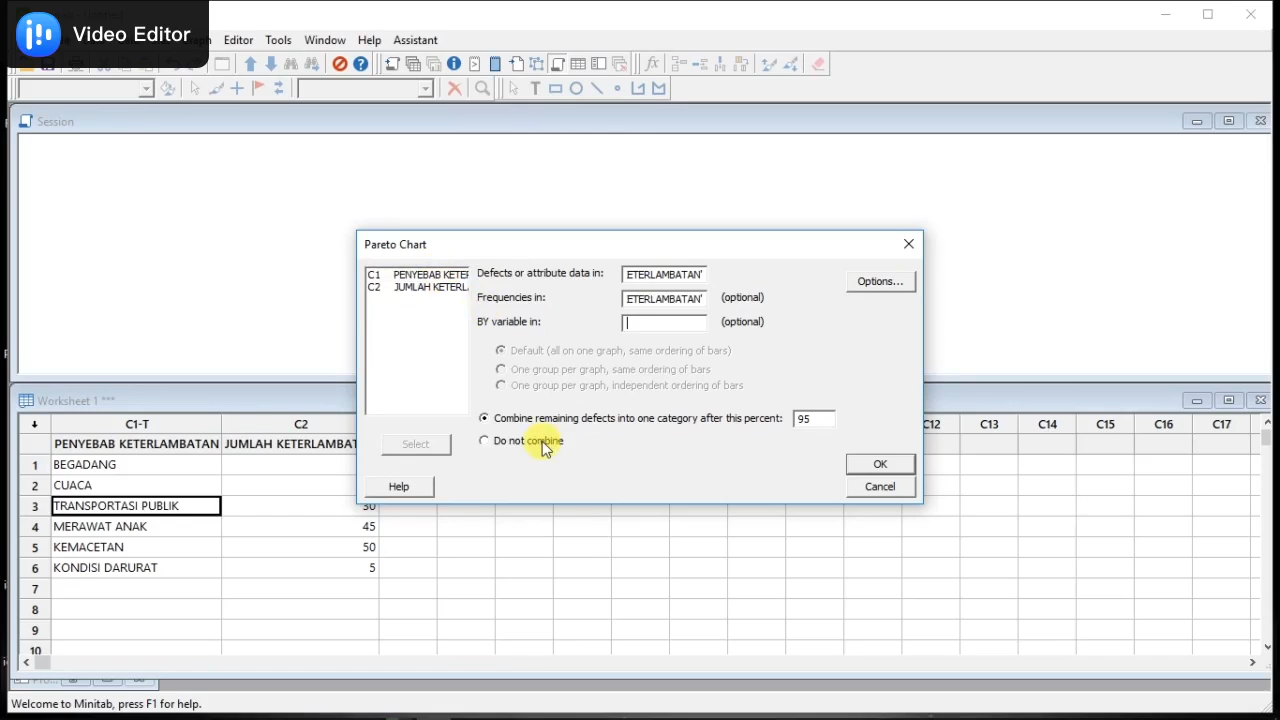 Video Editor
Editor Tools Window Help Assistant
Session
Pareto Chart
C1 PENYEBAB KETER
C2 JUMLAH KETERL
Defects or attribute data in: ETERLAMBATAN'
Options...
Frequencies in: ETERLAMBATAN' (optional)
BY variable in: (optional)
Default (all on one graph, same ordering of bars)
One group per graph, same ordering of bars
One group per graph, independent ordering of bars
Combine remaining defects into one category after this percent: 95
Do not combine
Select
OK
Help
Cancel
Worksheet 1 ***
C1-T C2 C12 C13 C14 C15 C16 C17
PENYEBAB KETERLAMBATAN JUMLAH KETERLAMBAT
1 BEGADANG
2 CUACA
3 TRANSPORTASI PUBLIK 30
4 MERAWAT ANAK 45
5 KEMACETAN 50
6 KONDISI DARURAT 5
7
8
9
10
Welcome to Minitab, press F1 for help.